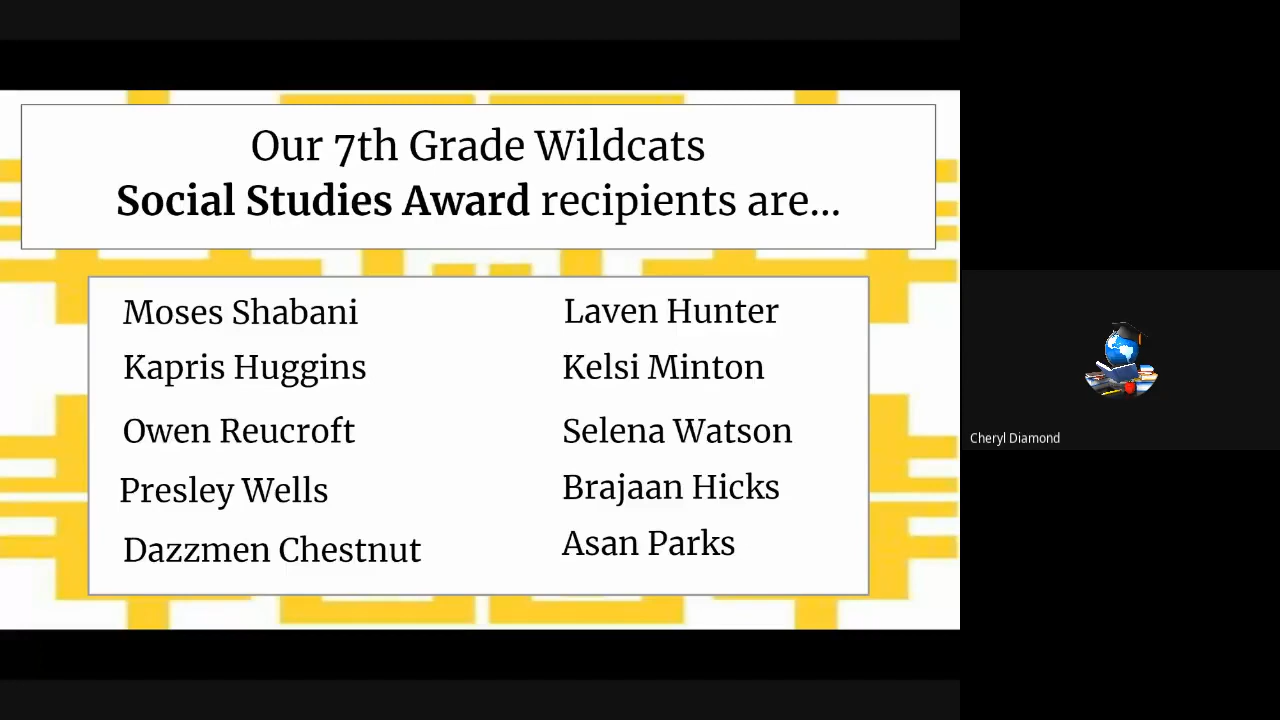 Our 7th Grade Wildcats
Social Studies Award recipients are...
Moses Shabani
Kapris Huggins
Owen Reucroft
Presley Wells
Dazzmen Chestnut
Laven Hunter
Kelsi Minton
Selena Watson
Brajaan Hicks
Asan Parks
Cheryl Diamond